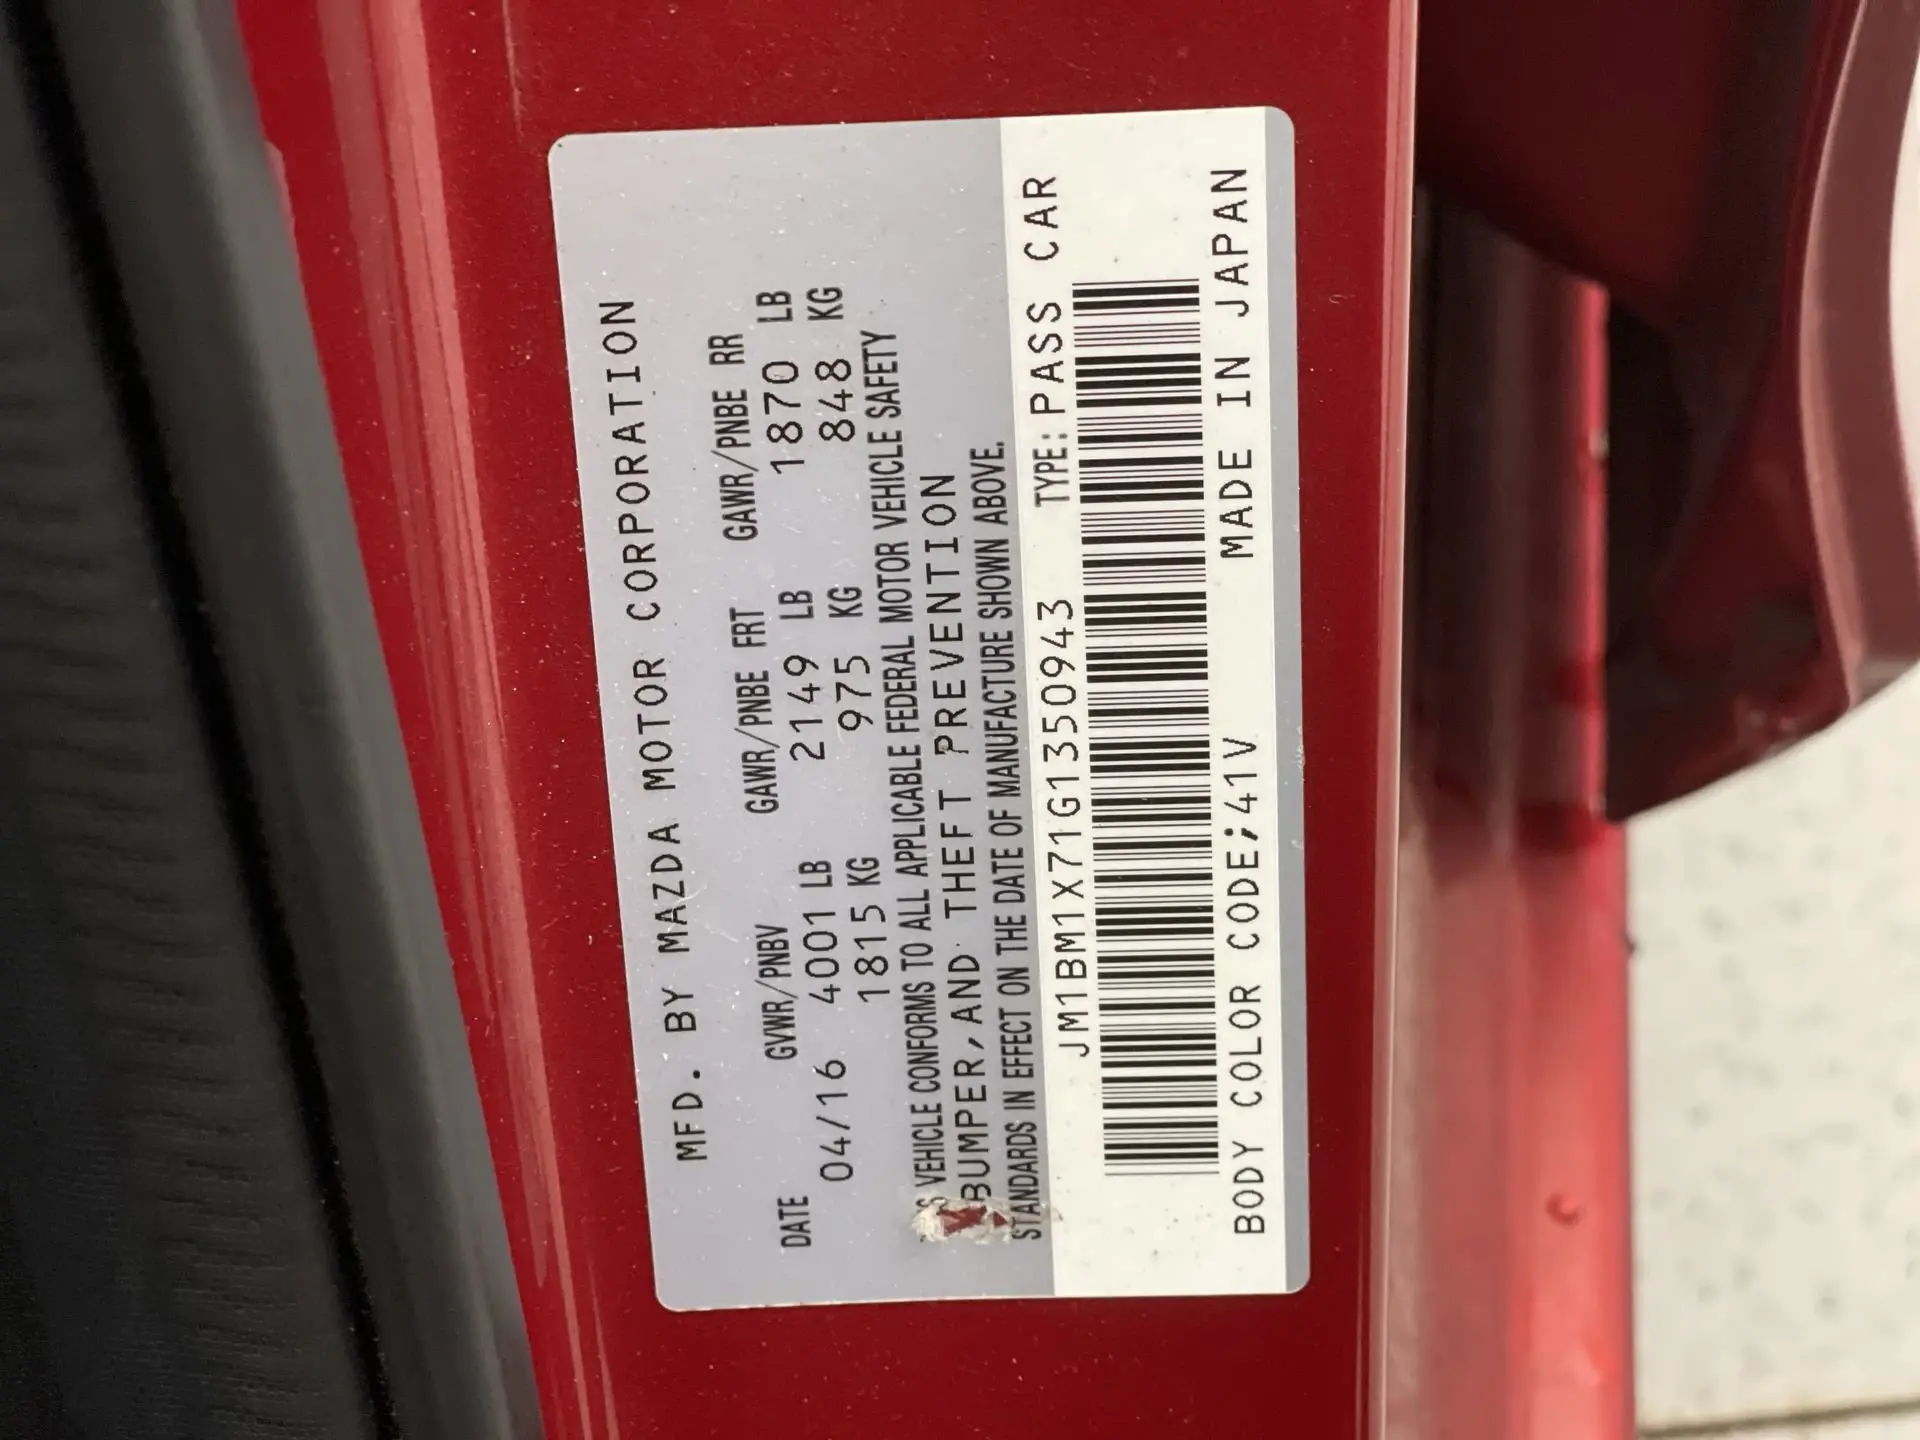 MFD. BY MAZDA MOTOR CORPORATION
DATE GVWR/PNBV GAWR/PNBE FRT GAWR/PNBE RR
04/16 4001 LB 2149 LB 1870 LB
1815 KG 975 KG 848 KG
VEHICLE CONFORMS TO ALL APPLICABLE FEDERAL MOTOR VEHICLE SAFETY
BUMPER,AND THEFT PREVENTION
STANDARDS IN EFFECT ON THE DATE OF MANUFACTURE SHOWN ABOVE.
JM1BM1X71G1350943 TYPE:PASS CAR
BODY COLOR CODE;41V MADE IN JAPAN